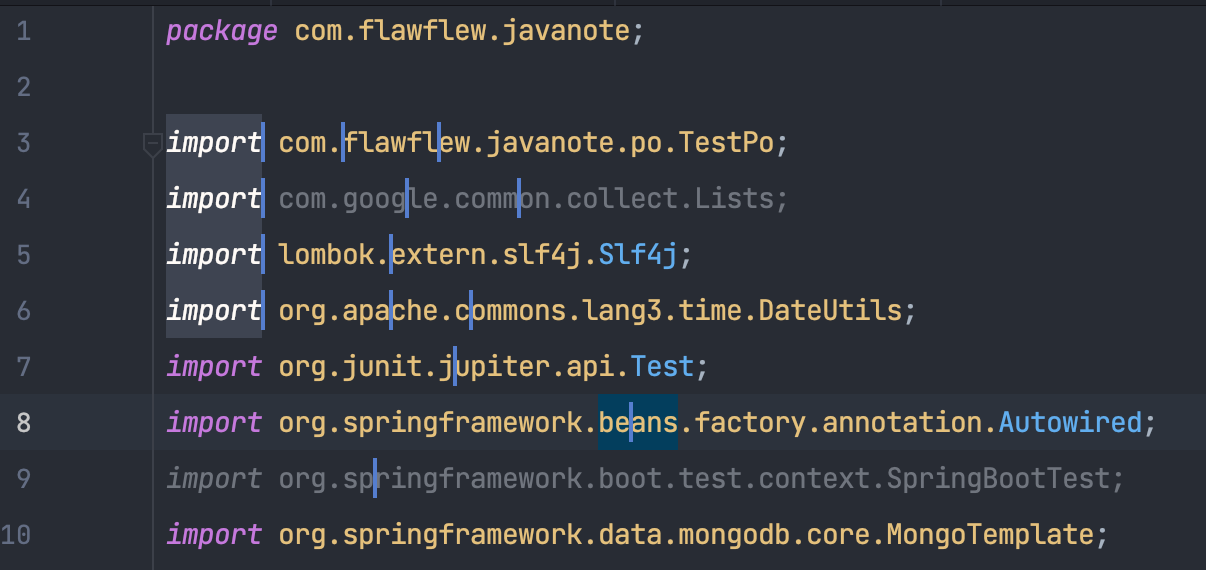 1 package com.flawflew.javanote;
2
3 import com.flawflew.javanote.po.TestPo;
4 import com.google.common.collect.Lists;
5 import lombok.extern.slf4j.Slf4j;
6 import org.apache.commons.lang3.time.DateUtils;
7 import org.junit.jupiter.api.Test;
8 import org.springframework.beans.factory.annotation.Autowired;
9 import org.springframework.boot.test.context.SpringBootTest;
10 import org.springframework.data.mongodb.core.MongoTemplate;